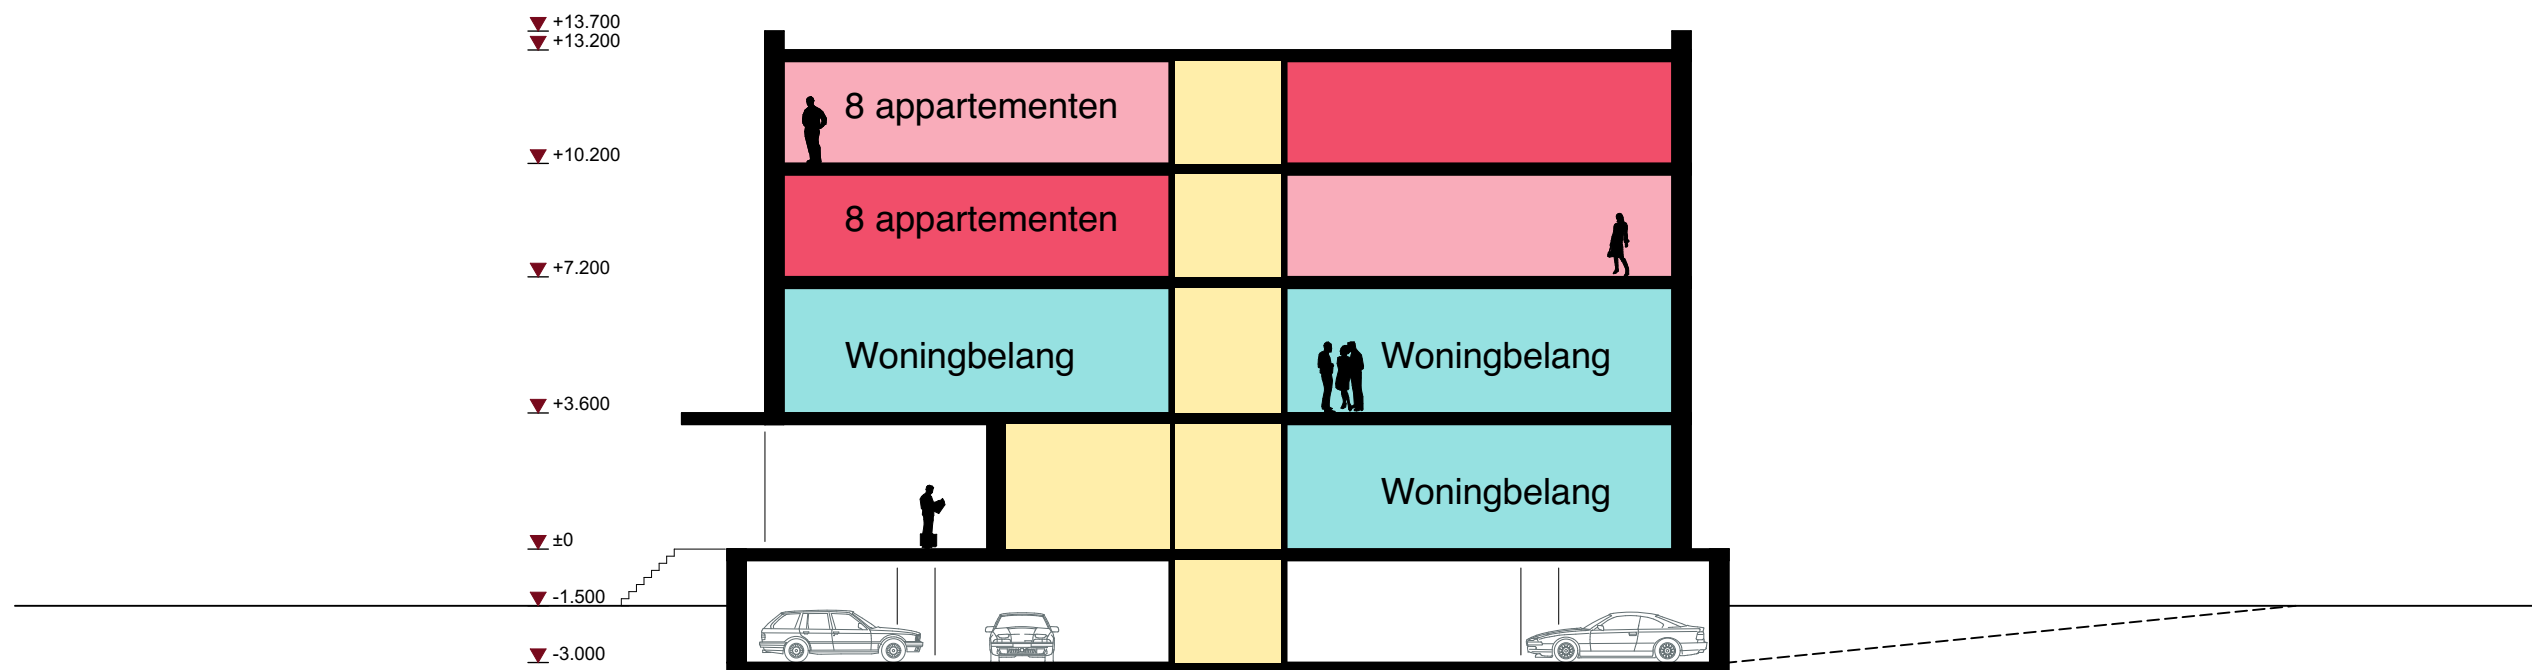 +13.700
+13.200
8 appartementen
+10.200
8 appartementen
+7.200
Woningbelang
Woningbelang
+3.600
Woningbelang
±0
-1.500
-3.000